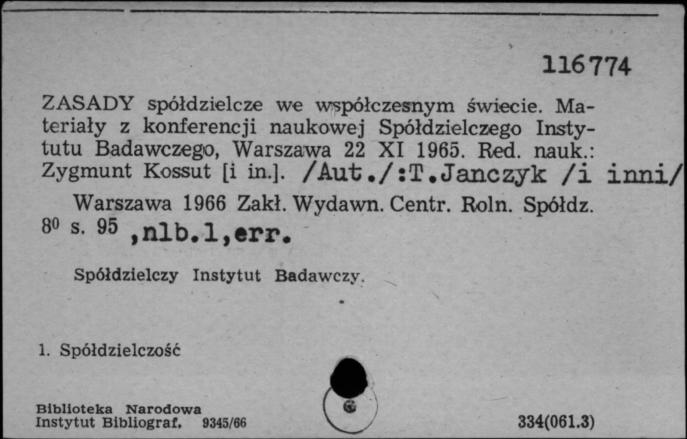 116774
ZASADY spółdzielcze we współczesnym świecie. Ma-
teriały z konferencji naukowej Spółdzielczego Insty-
tutu Badawczego, Warszawa 22 XI 1965. Red. nauk.:
Zygmunt Kossut [i in.]. /Aut./:T.Janczyk /i inni/
Warszawa 1966 Zakł. Wydawn. Centr. Roln. Spółdz.
8⁰ s. 95 ,nlb.1,err.
Spółdzielczy Instytut Badawczy.
1. Spółdzielczość
Biblioteka Narodowa
Instytut Bibliograf. 9345/66 334(061.3)